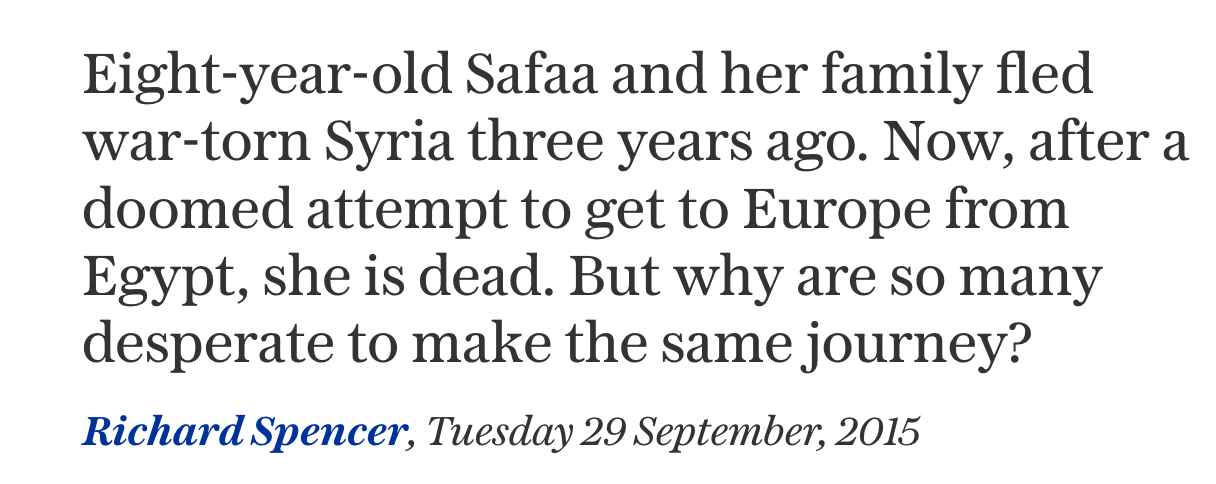 Eight-year-old Safaa and her family fled
war-torn Syria three years ago. Now, after a
doomed attempt to get to Europe from
Egypt, she is dead. But why are so many
desperate to make the same journey?
Richard Spencer, Tuesday 29 September, 2015